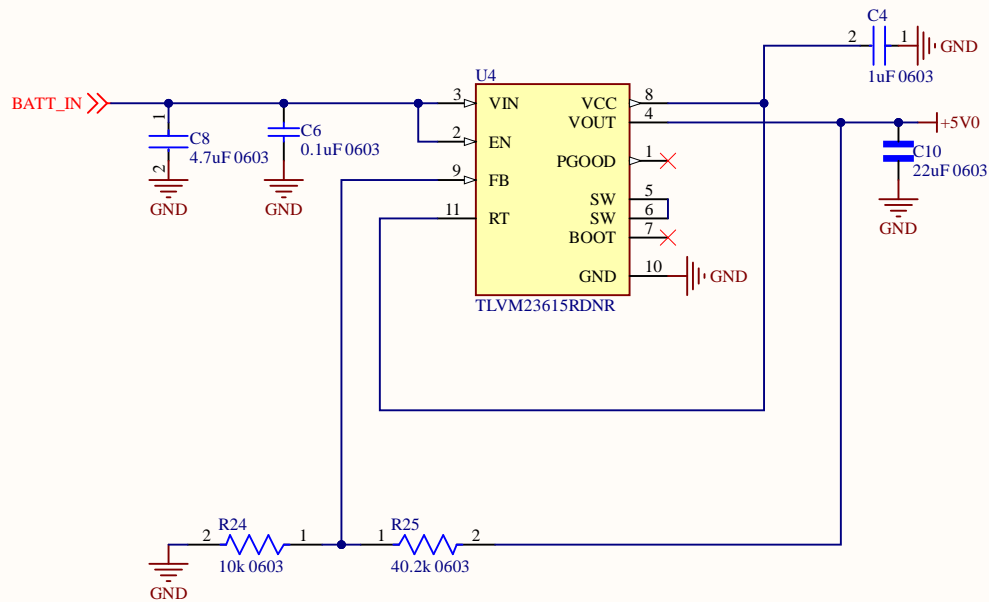 C4
2
1
GND
1uF 0603
U4
BATT_IN
3
VIN
VCC
8
VOUT
4
+5V0
1
C8
4.7uF 0603
2
GND
C6
0.1uF 0603
GND
2
EN
PGOOD
1
C10
22uF 0603
GND
9
FB
SW
5
11
RT
SW
6
BOOT
7
GND
10
GND
TLVM23615RDNR
R24
2
1
10k 0603
GND
R25
1
2
40.2k 0603